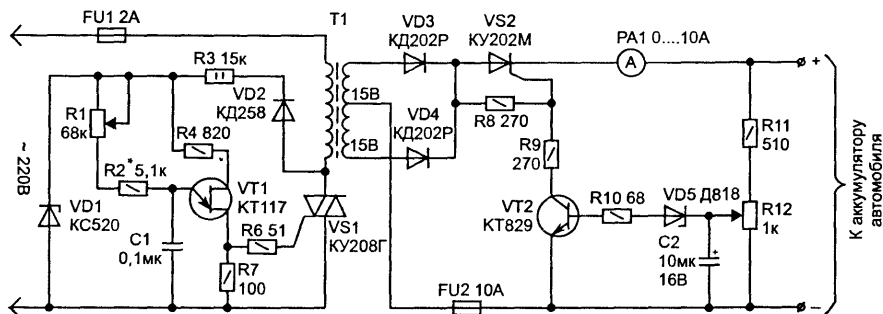 FU1 2A
T1
VD3
КД202Р
VS2
КУ202М
PA1 0....10A
A
+
R3 15к
VD2
КД258
R1
68к
R4 820
15В
15В
R8 270
VD4
КД202Р
R9
270
R11
510
~ 220В
R2* 5,1к
VT1
КТ117
VD1
КС520
C1
0,1мк
R6 51
VS1
КУ208Г
R7
100
VT2
КТ829
R10 68
VD5 Д818
R12
1к
C2
10мк
16В
+
FU2 10A
–
К аккумулятору
автомобиля